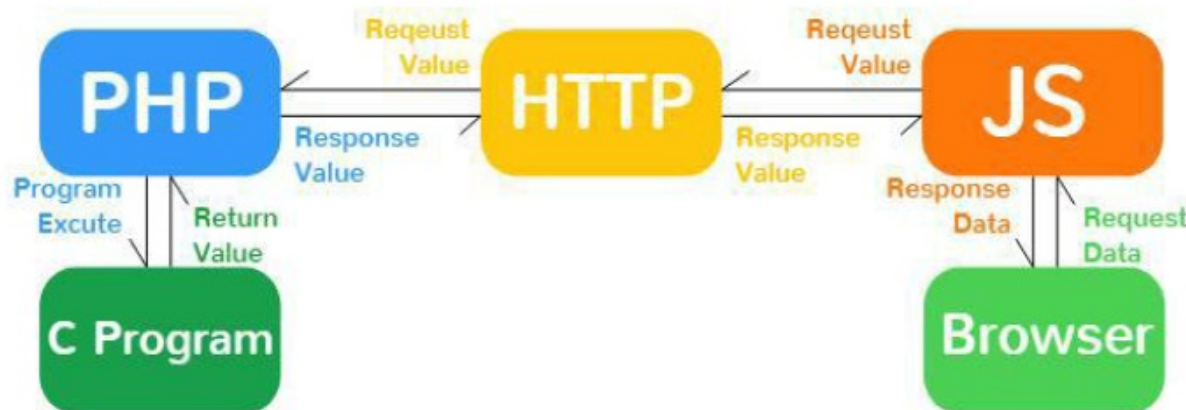 Reqeust
Value
Reqeust
Value
PHP
HTTP
JS
Response
Value
Response
Value
Program
Excute
Return
Value
Response
Data
Request
Data
C Program
Browser